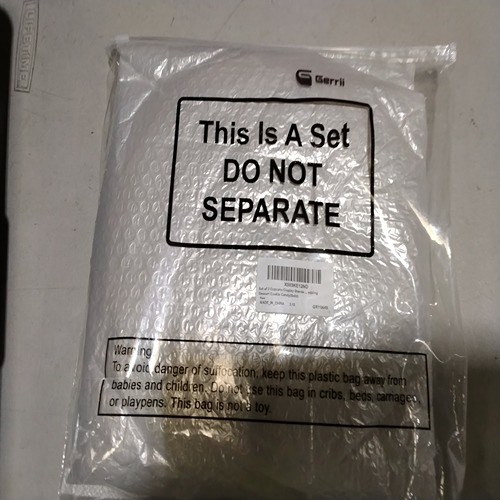 Gerrii
This Is A Set
DO NOT
SEPARATE
Warning
To avoid danger of suffocation, keep this plastic bag away from
babies and children. Do not use this bag in cribs, beds, carriages
or playpens. This bag is not a toy.